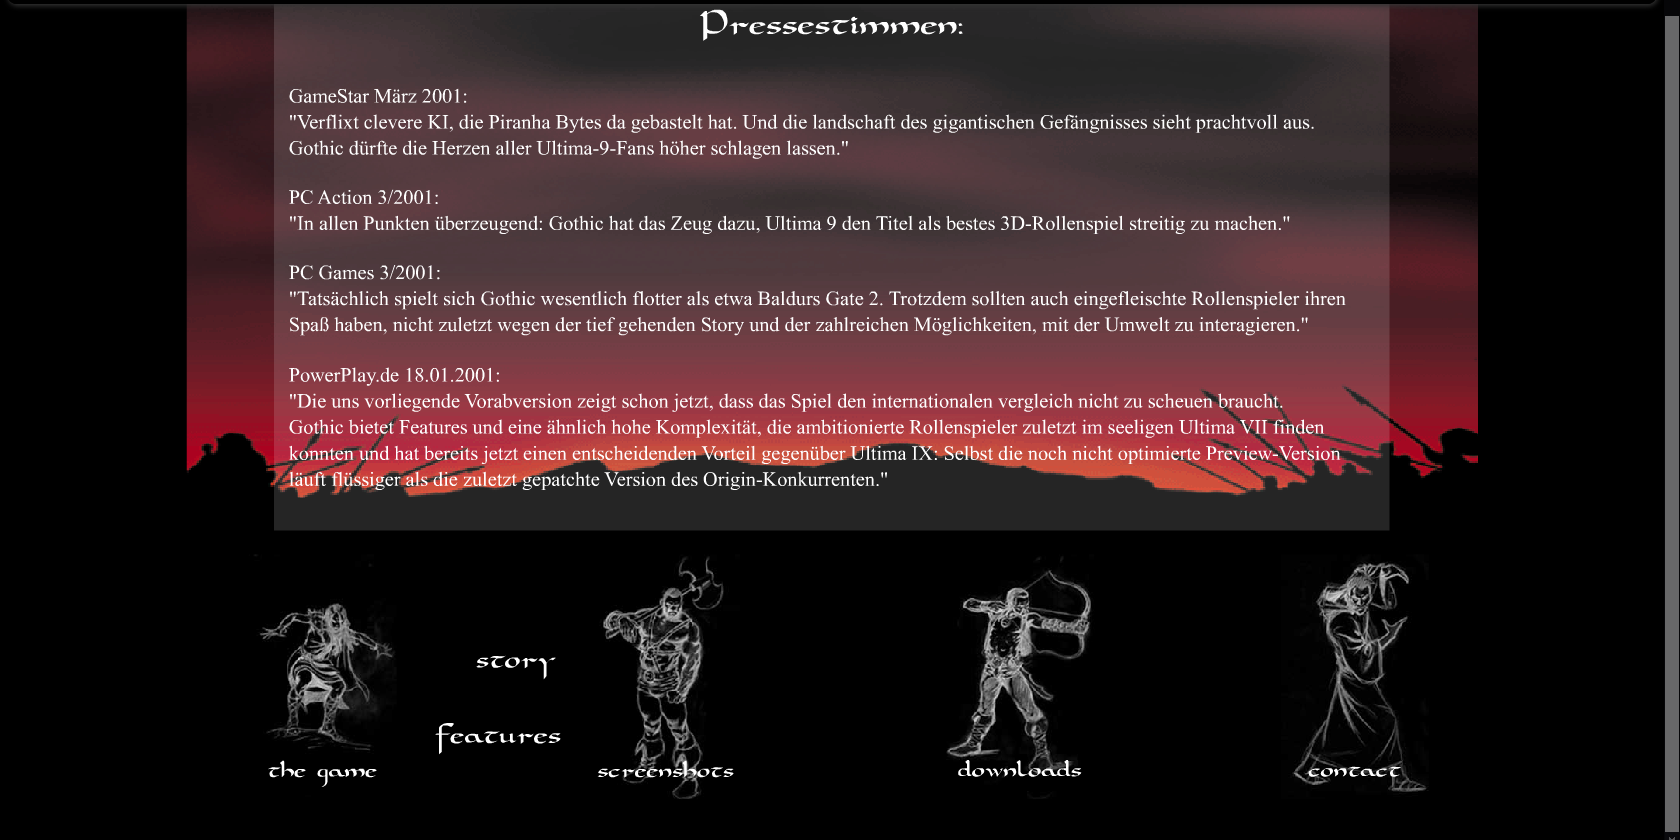 Pressestimmen:
GameStar März 2001:
"Verflixt clevere KI, die Piranha Bytes da gebastelt hat. Und die landschaft des gigantischen Gefängnisses sieht prachtvoll aus.
Gothic dürfte die Herzen aller Ultima-9-Fans höher schlagen lassen."
PC Action 3/2001:
"In allen Punkten überzeugend: Gothic hat das Zeug dazu, Ultima 9 den Titel als bestes 3D-Rollenspiel streitig zu machen."
PC Games 3/2001:
"Tatsächlich spielt sich Gothic wesentlich flotter als etwa Baldurs Gate 2. Trotzdem sollten auch eingefleischte Rollenspieler ihren
Spaß haben, nicht zuletzt wegen der tief gehenden Story und der zahlreichen Möglichkeiten, mit der Umwelt zu interagieren."
PowerPlay.de 18.01.2001:
"Die uns vorliegende Vorabversion zeigt schon jetzt, dass das Spiel den internationalen vergleich nicht zu scheuen braucht.
Gothic bietet Features und eine ähnlich hohe Komplexität, die ambitionierte Rollenspieler zuletzt im seeligen Ultima VII finden
konnten und hat bereits jetzt einen entscheidenden Vorteil gegenüber Ultima IX: Selbst die noch nicht optimierte Preview-Version
läuft flüssiger als die zuletzt gepatchte Version des Origin-Konkurrenten."
story
features
the game
screenshots
downloads
contact